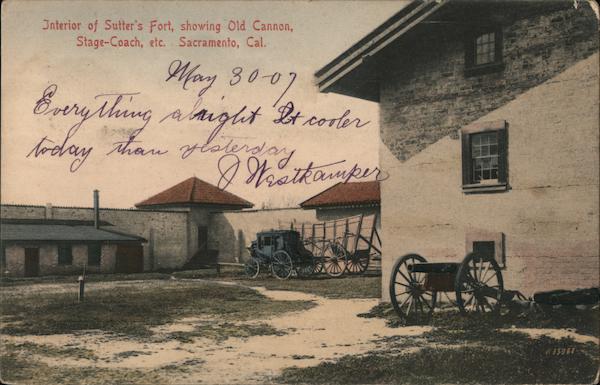 Interior of Sutter's Fort, showing Old Cannon,
Stage-Coach, etc. Sacramento, Cal.
May 30-07
Everything alright Lt cooler
today than yesterday
J Westkamper